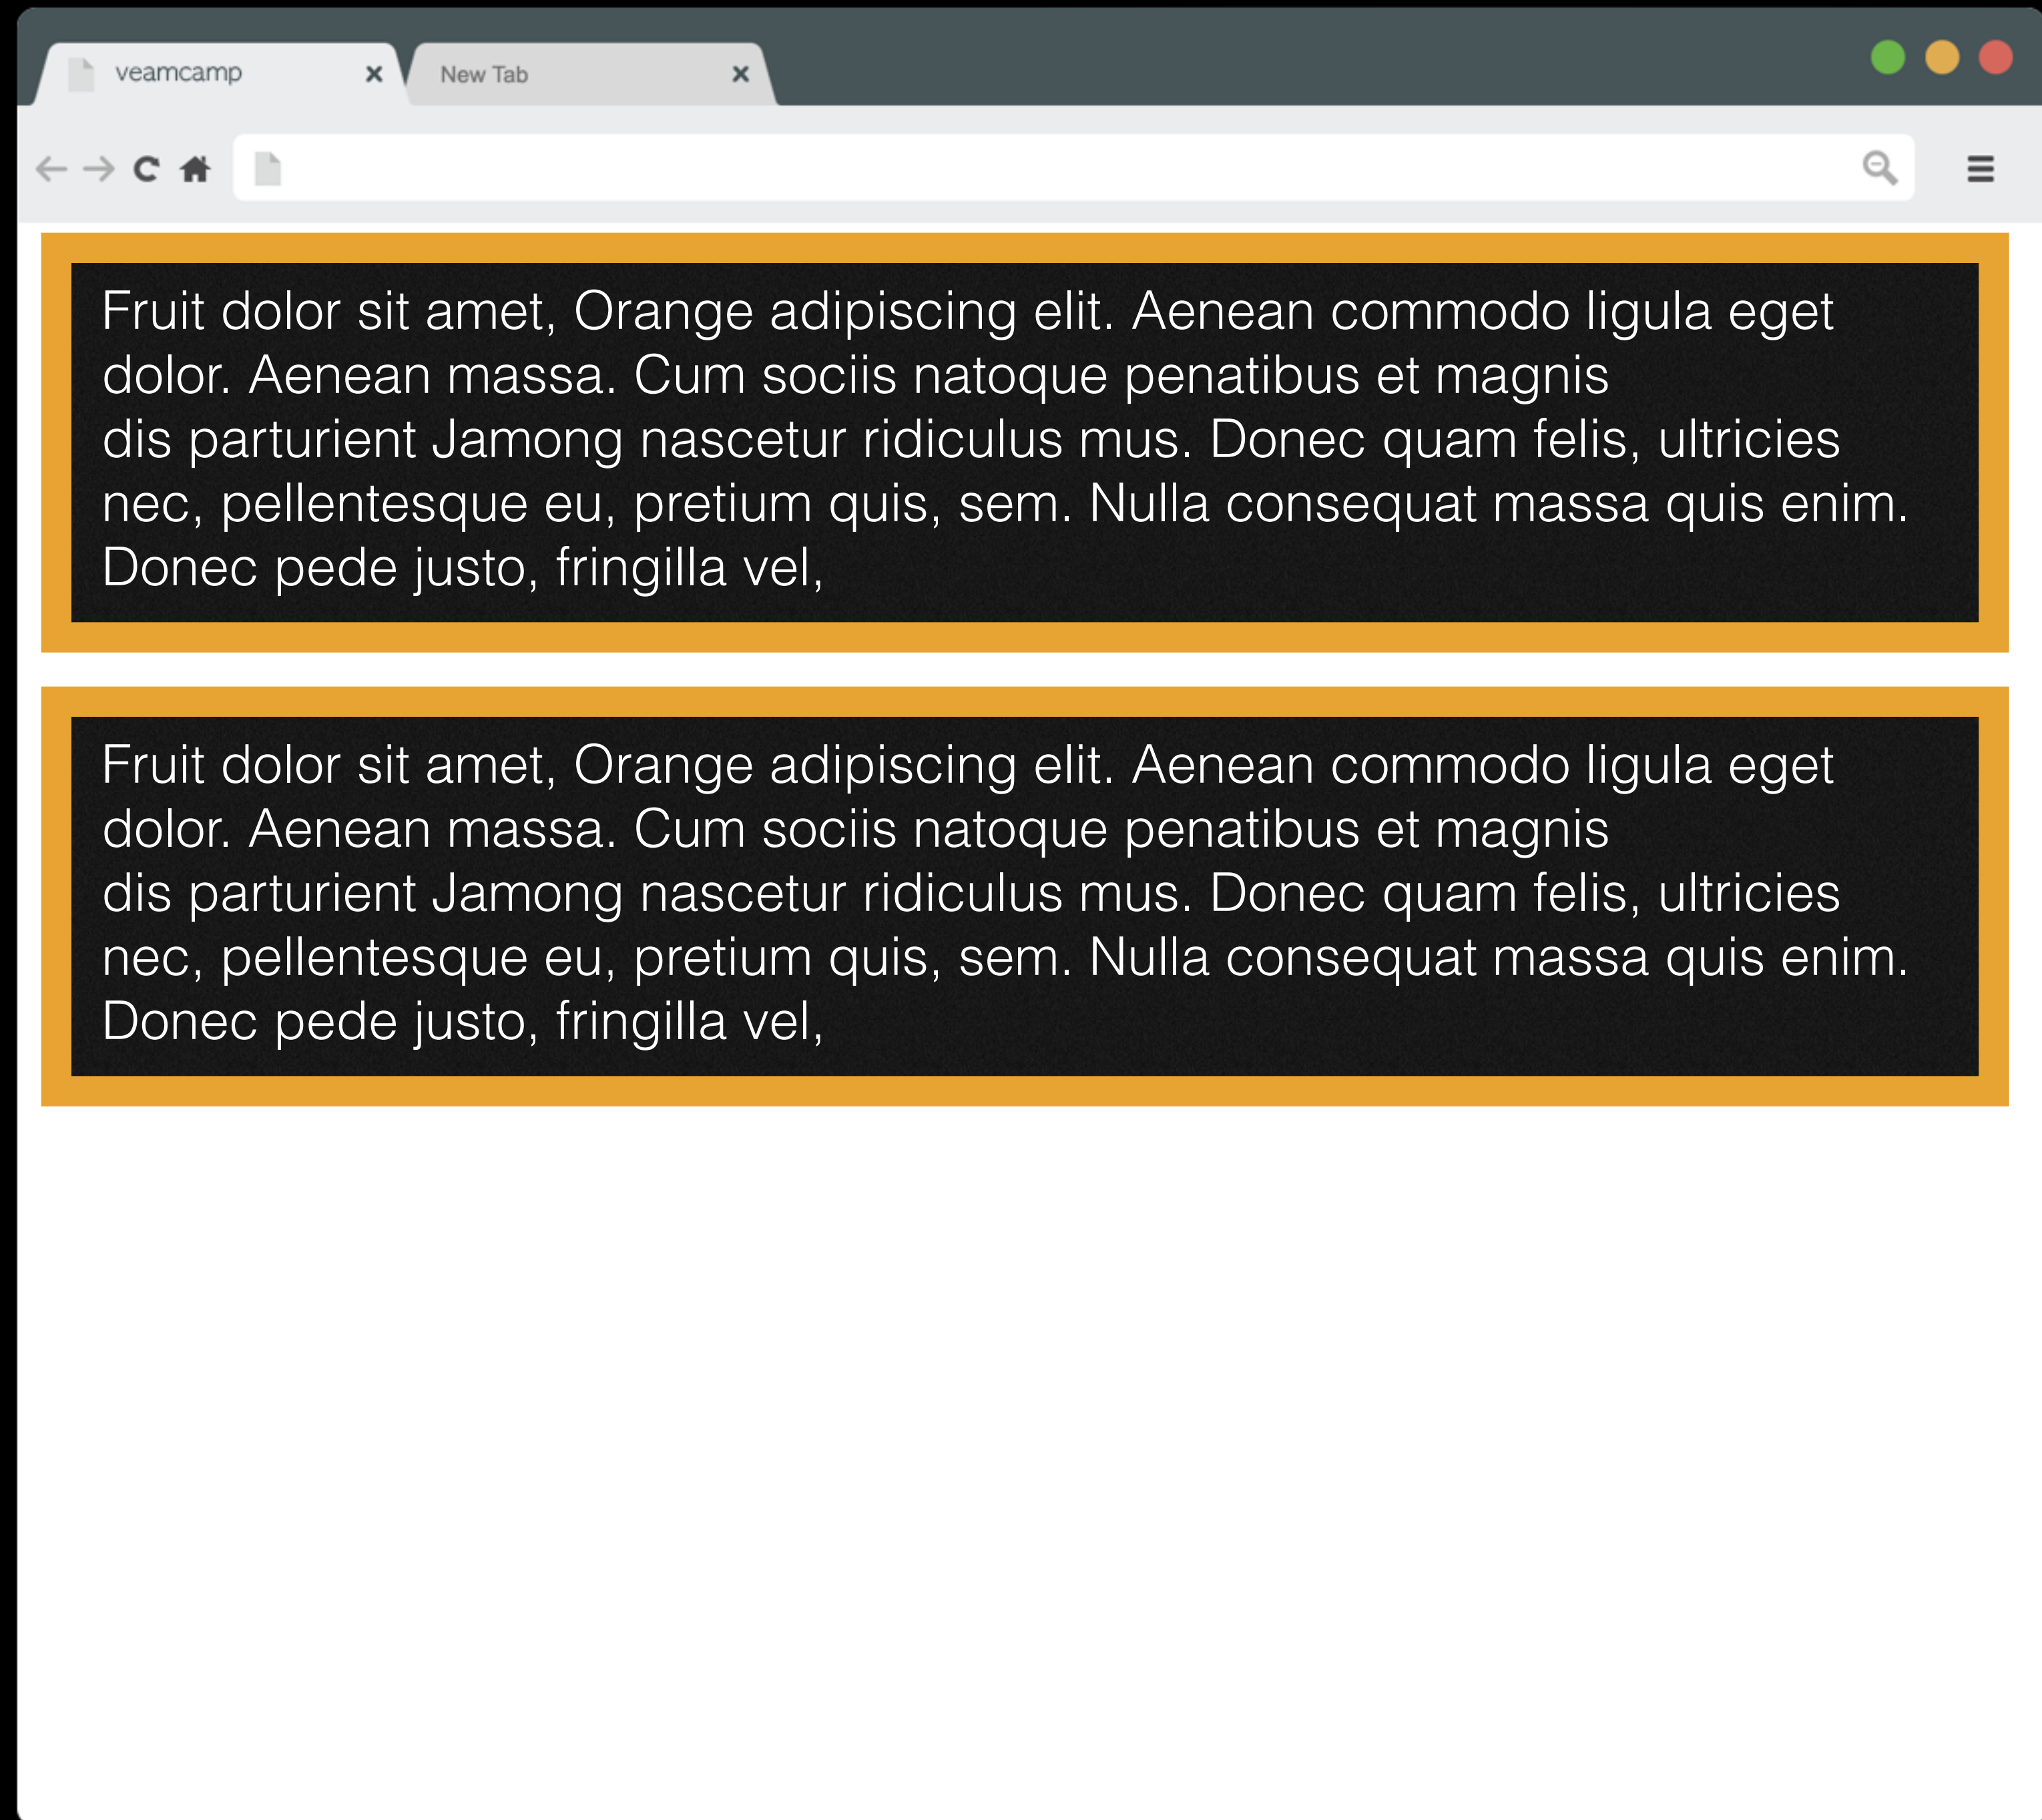 veamcamp
New Tab
Fruit dolor sit amet, Orange adipiscing elit. Aenean commodo ligula eget
dolor. Aenean massa. Cum sociis natoque penatibus et magnis
dis parturient Jamong nascetur ridiculus mus. Donec quam felis, ultricies
nec, pellentesque eu, pretium quis, sem. Nulla consequat massa quis enim.
Donec pede justo, fringilla vel,
Fruit dolor sit amet, Orange adipiscing elit. Aenean commodo ligula eget
dolor. Aenean massa. Cum sociis natoque penatibus et magnis
dis parturient Jamong nascetur ridiculus mus. Donec quam felis, ultricies
nec, pellentesque eu, pretium quis, sem. Nulla consequat massa quis enim.
Donec pede justo, fringilla vel,